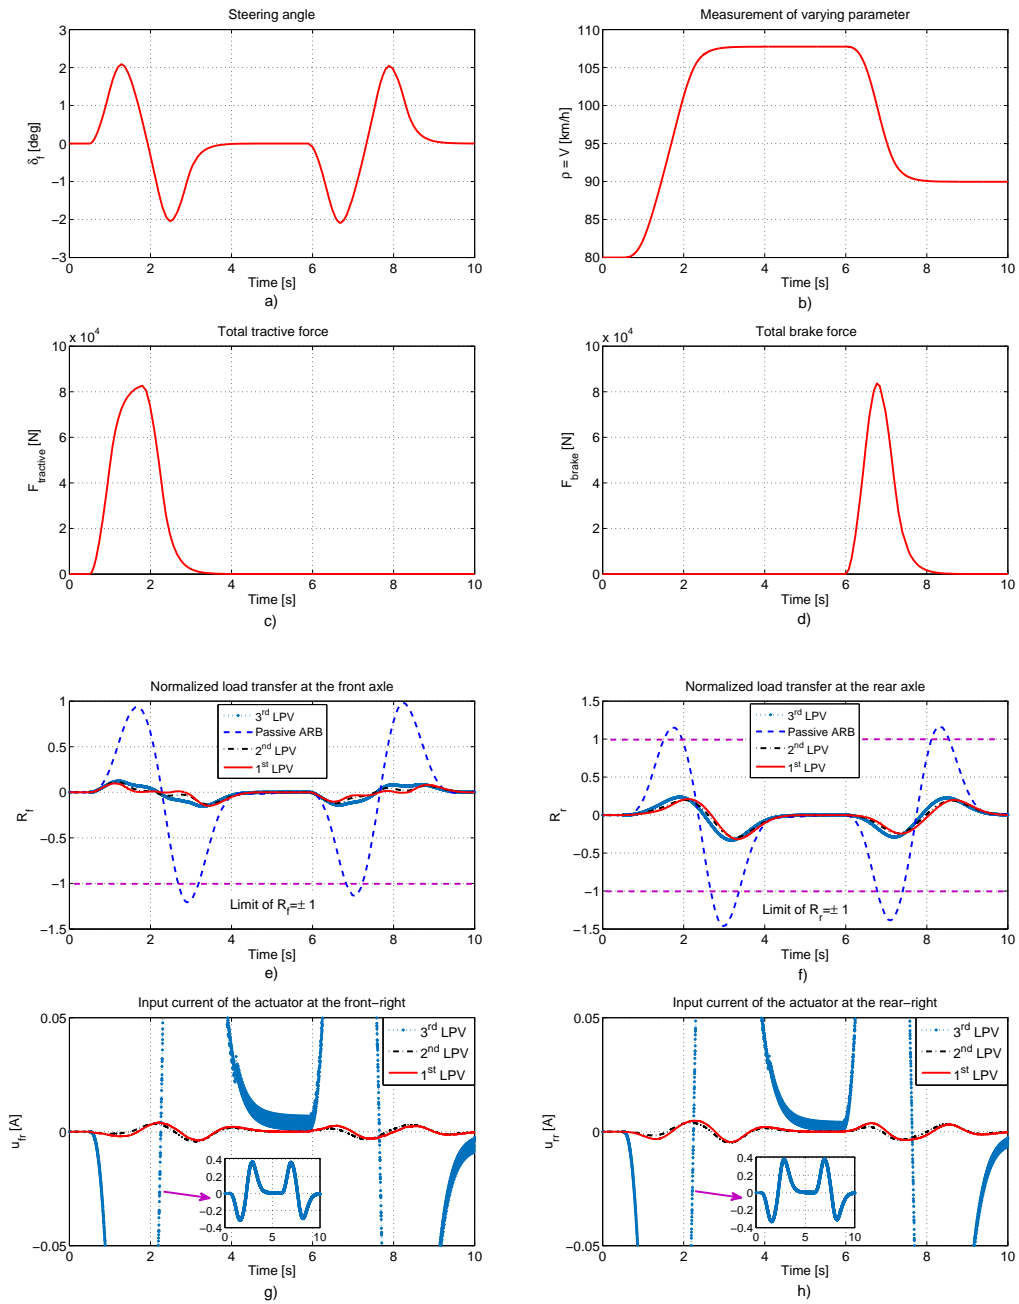 Steering angle
3
2
1
0
−1
−2
−3
δf [deg]
0 2 4 6 8 10
Time [s]
a)
Measurement of varying parameter
110
105
100
95
90
85
80
ρ = V [km/h]
0 2 4 6 8 10
Time [s]
b)
Total tractive force
x 10^4
10
8
6
4
2
0
Ftractive [N]
0 2 4 6 8 10
Time [s]
c)
Total brake force
x 10^4
10
8
6
4
2
0
Fbrake [N]
0 2 4 6 8 10
Time [s]
d)
Normalized load transfer at the front axle
1
0.5
0
−0.5
−1
−1.5
Rf
3rd LPV
Passive ARB
2nd LPV
1st LPV
Limit of Rf=± 1
0 2 4 6 8 10
Time [s]
e)
Normalized load transfer at the rear axle
1.5
1
0.5
0
−0.5
−1
−1.5
Rr
3rd LPV
Passive ARB
2nd LPV
1st LPV
Limit of Rr=± 1
0 2 4 6 8 10
Time [s]
f)
Input current of the actuator at the front−right
0.05
0
−0.05
ufr [A]
3rd LPV
2nd LPV
1st LPV
0.4
0.2
0
−0.2
−0.4
0 5 10
0 2 4 6 8 10
Time [s]
g)
Input current of the actuator at the rear−right
0.05
0
−0.05
urr [A]
3rd LPV
2nd LPV
1st LPV
0.4
0.2
0
−0.2
−0.4
0 5 10
0 2 4 6 8 10
Time [s]
h)